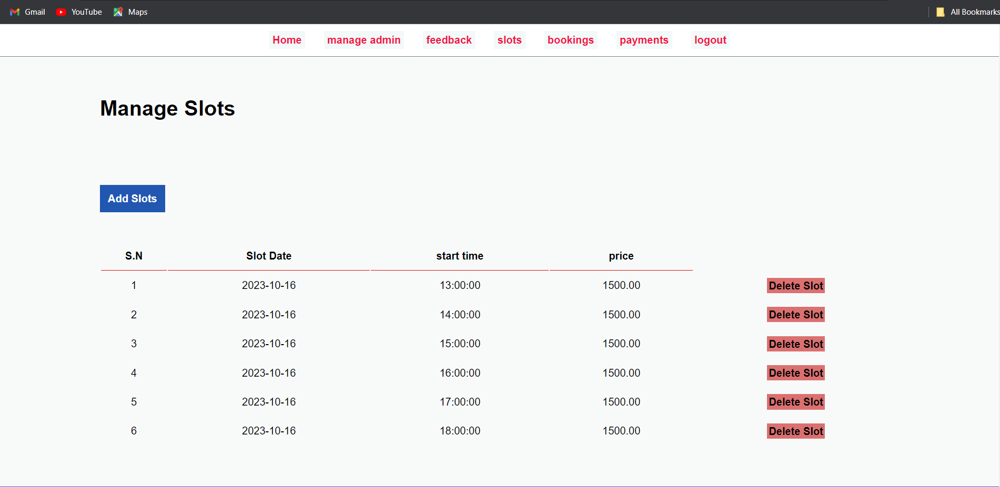 Gmail YouTube Maps All Bookmarks
Home manage admin feedback slots bookings payments logout
Manage Slots
Add Slots
S.N Slot Date start time price
1 2023-10-16 13:00:00 1500.00 Delete Slot
2 2023-10-16 14:00:00 1500.00 Delete Slot
3 2023-10-16 15:00:00 1500.00 Delete Slot
4 2023-10-16 16:00:00 1500.00 Delete Slot
5 2023-10-16 17:00:00 1500.00 Delete Slot
6 2023-10-16 18:00:00 1500.00 Delete Slot